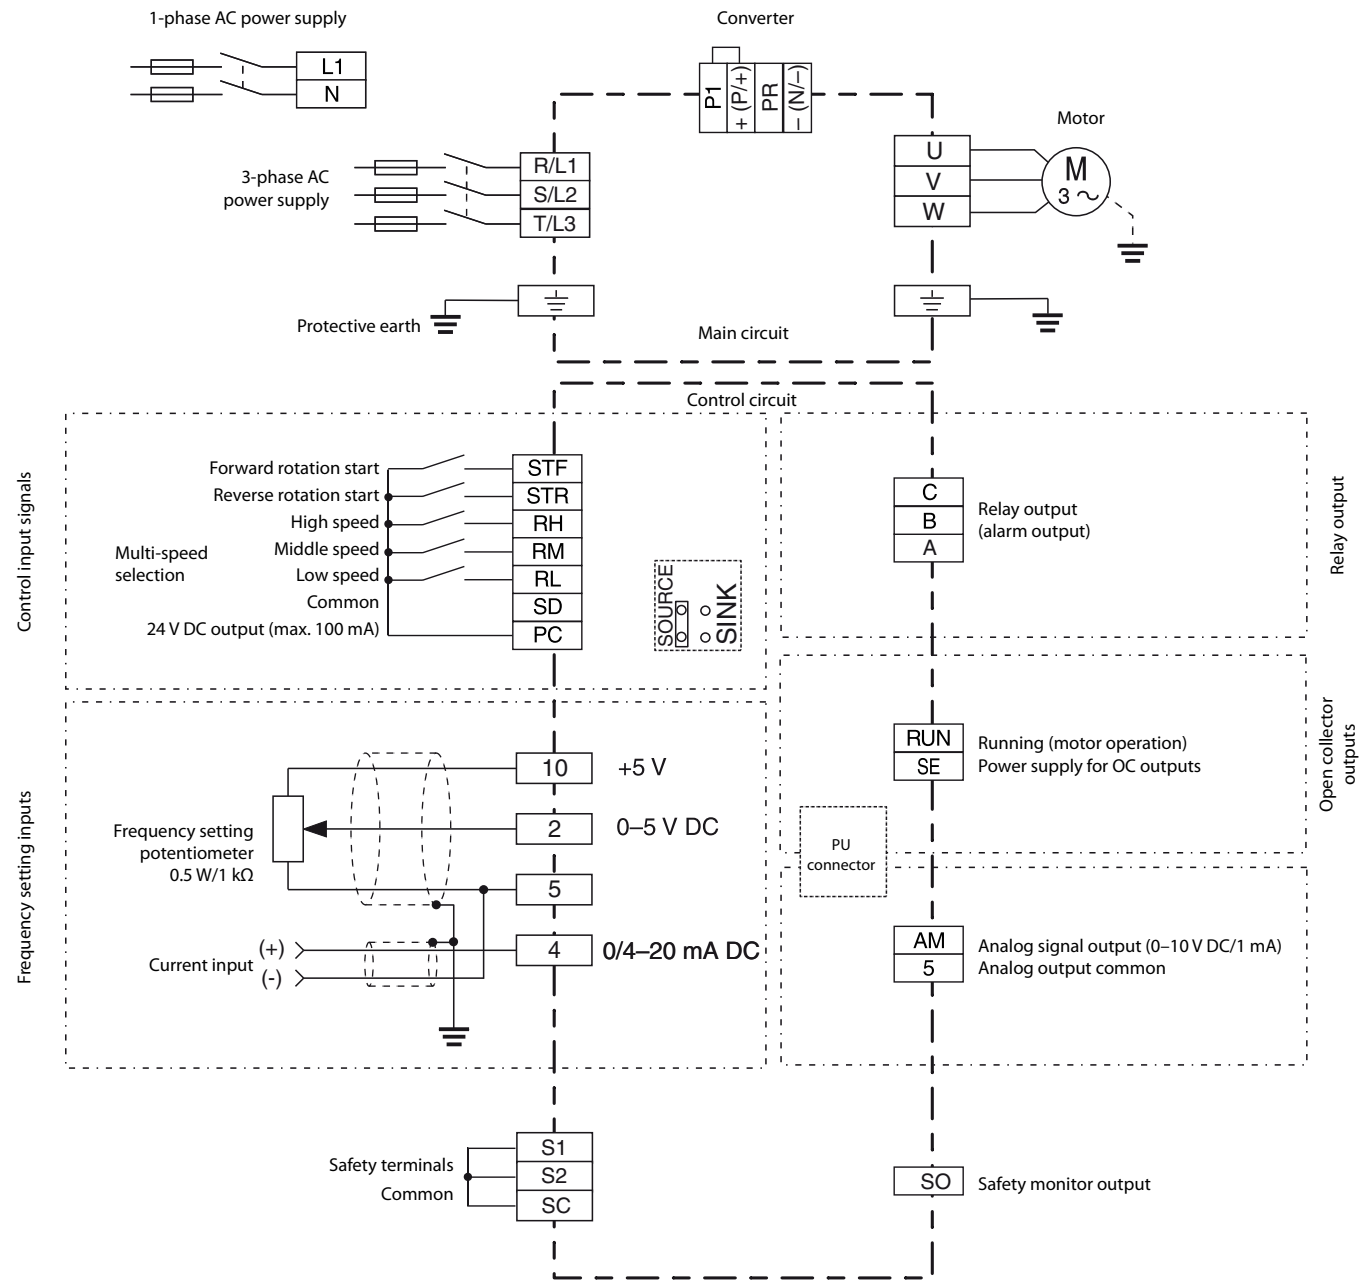 1-phase AC power supply
L1
N
Converter
P1
+ (P/+)
PR
– (N/–)
Motor
M
3 ~
U
V
W
3-phase AC
power supply
R/L1
S/L2
T/L3
Protective earth
Main circuit
Control circuit
Control input signals
Forward rotation start
STF
Reverse rotation start
STR
High speed
RH
Multi-speed
selection
Middle speed
RM
Low speed
RL
Common
SD
24 V DC output (max. 100 mA)
PC
SOURCE
SINK
C
B
A
Relay output
(alarm output)
Relay output
Frequency setting inputs
10
+5 V
2
0–5 V DC
Frequency setting
potentiometer
0.5 W/1 kΩ
5
Current input
(+)
(-)
4
0/4–20 mA DC
RUN
Running (motor operation)
SE
Power supply for OC outputs
Open collector
outputs
PU
connector
AM
Analog signal output (0–10 V DC/1 mA)
5
Analog output common
Safety terminals
Common
S1
S2
SC
SO
Safety monitor output